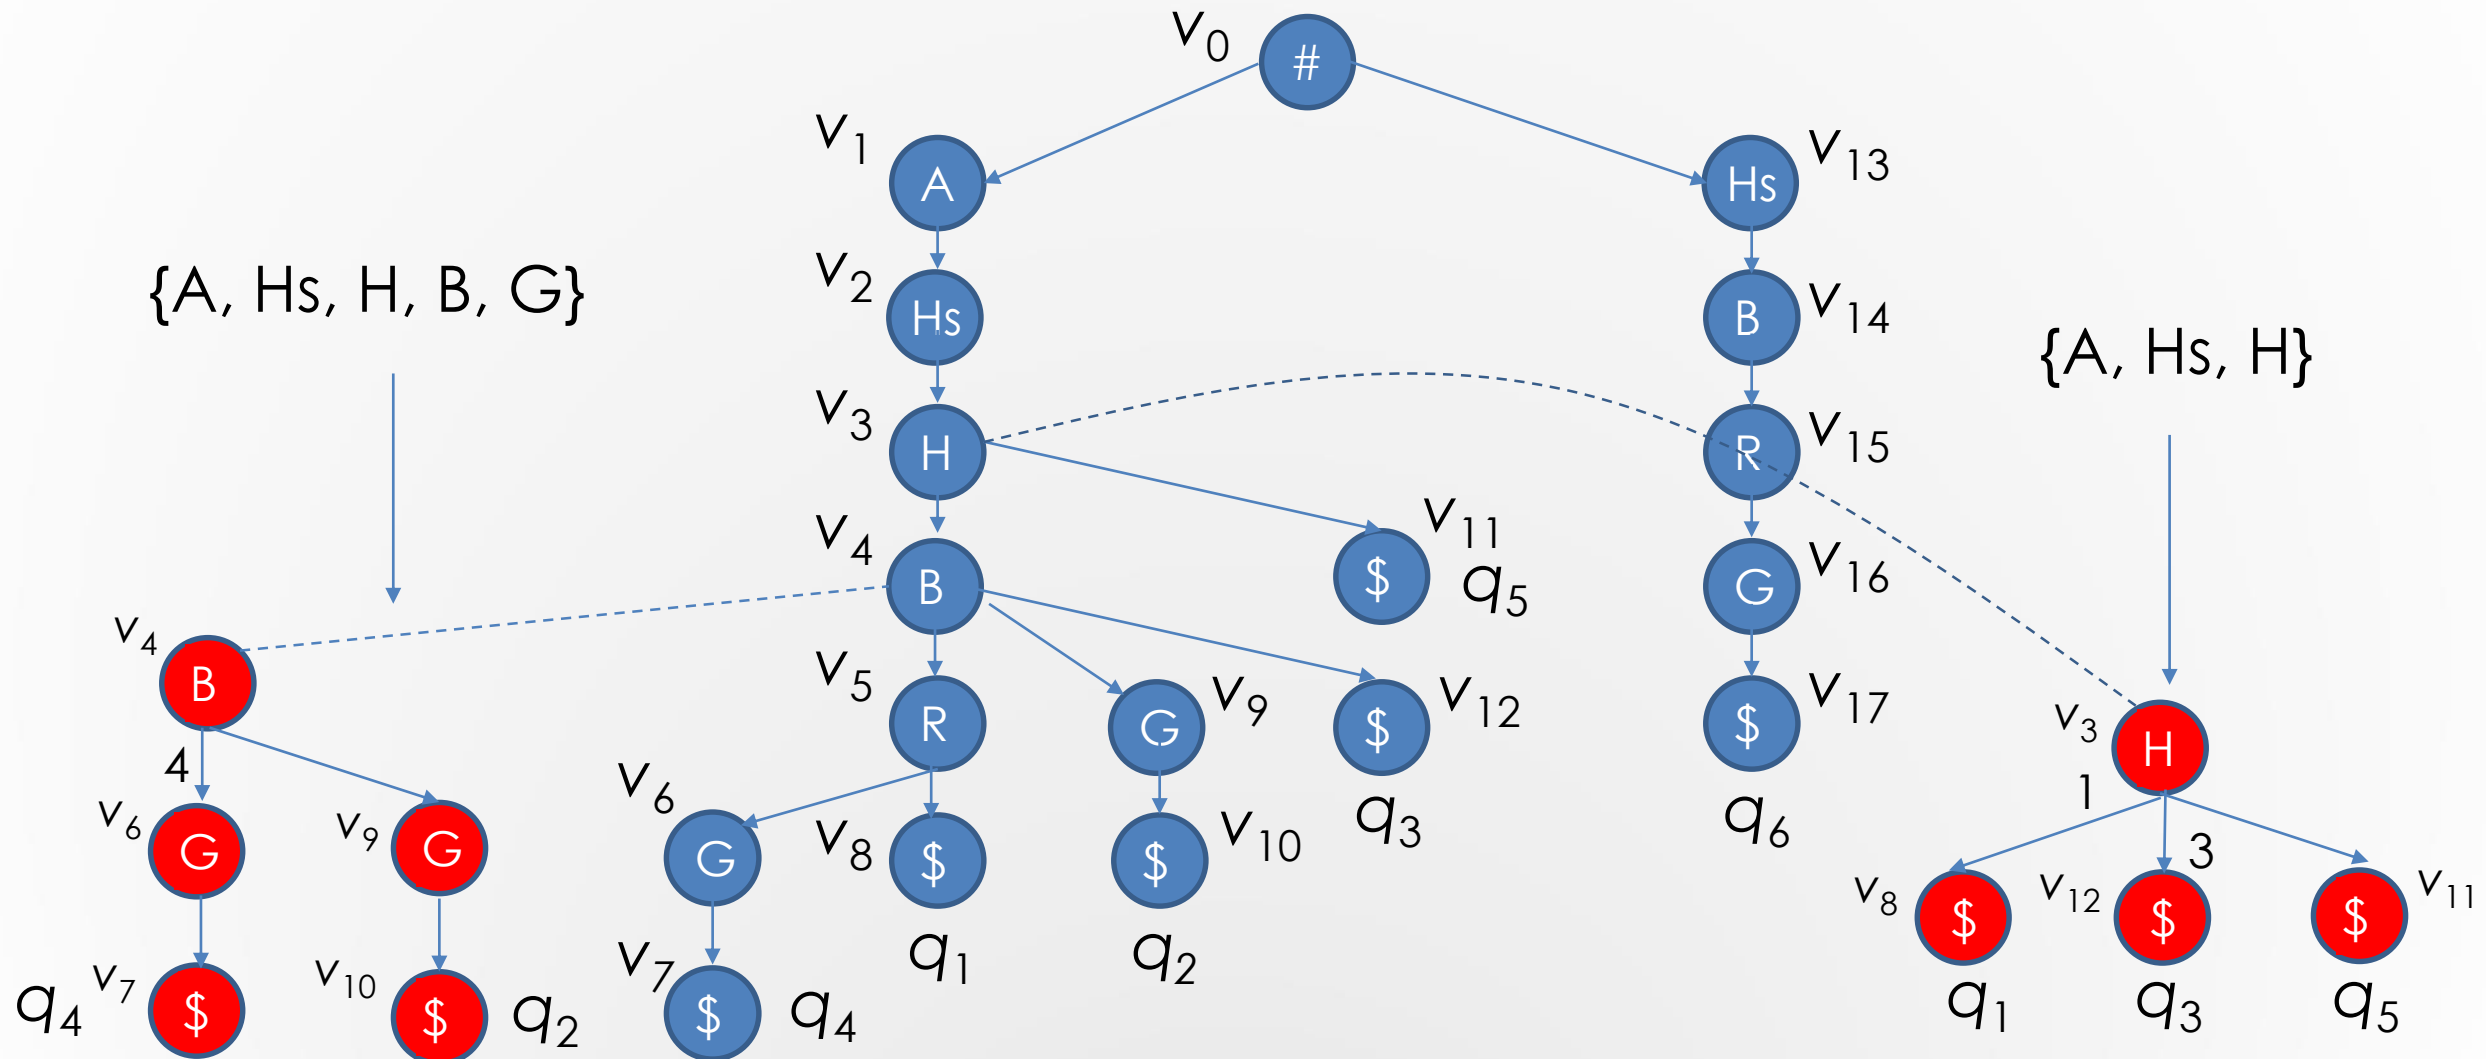 v0 #
v1 A
v13 Hs
v2 Hs
v14 B
{A, Hs, H, B, G}
{A, Hs, H}
v3 H
v15 R
v11 $ q5
v4 B
v16 G
v4 B
v5 R
v9 G
v12 $ q3
v17 $ q6
v3 H
4
1
3
v6 G
v9 G
v6 G
v8 $ q1
v10 $ q2
v8 $ q1
v12 $ q3
v11 $ q5
q4 v7 $
v10 $ q2
v7 $ q4